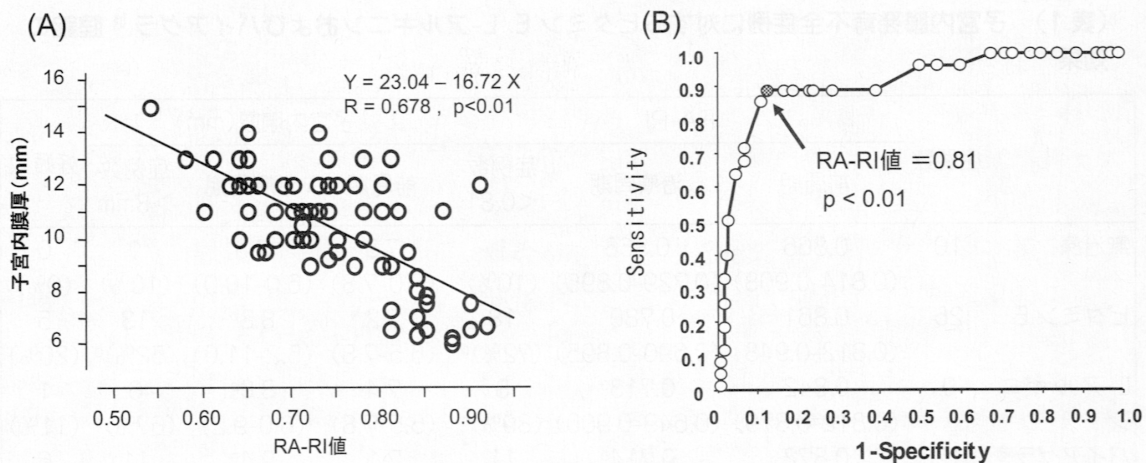 (A)
Y = 23.04 – 16.72 X
R = 0.678 , p<0.01
子宮内膜厚 (mm)
16
14
12
10
8
6
0.50 0.60 0.70 0.80 0.90
RA-RI値
(B)
Sensitivity
1.0
0.9
0.8
0.7
0.6
0.5
0.4
0.3
0.2
0.1
0
RA-RI値 =0.81
p < 0.01
0.1 0.2 0.3 0.4 0.5 0.6 0.7 0.8 0.9 1.0
1-Specificity